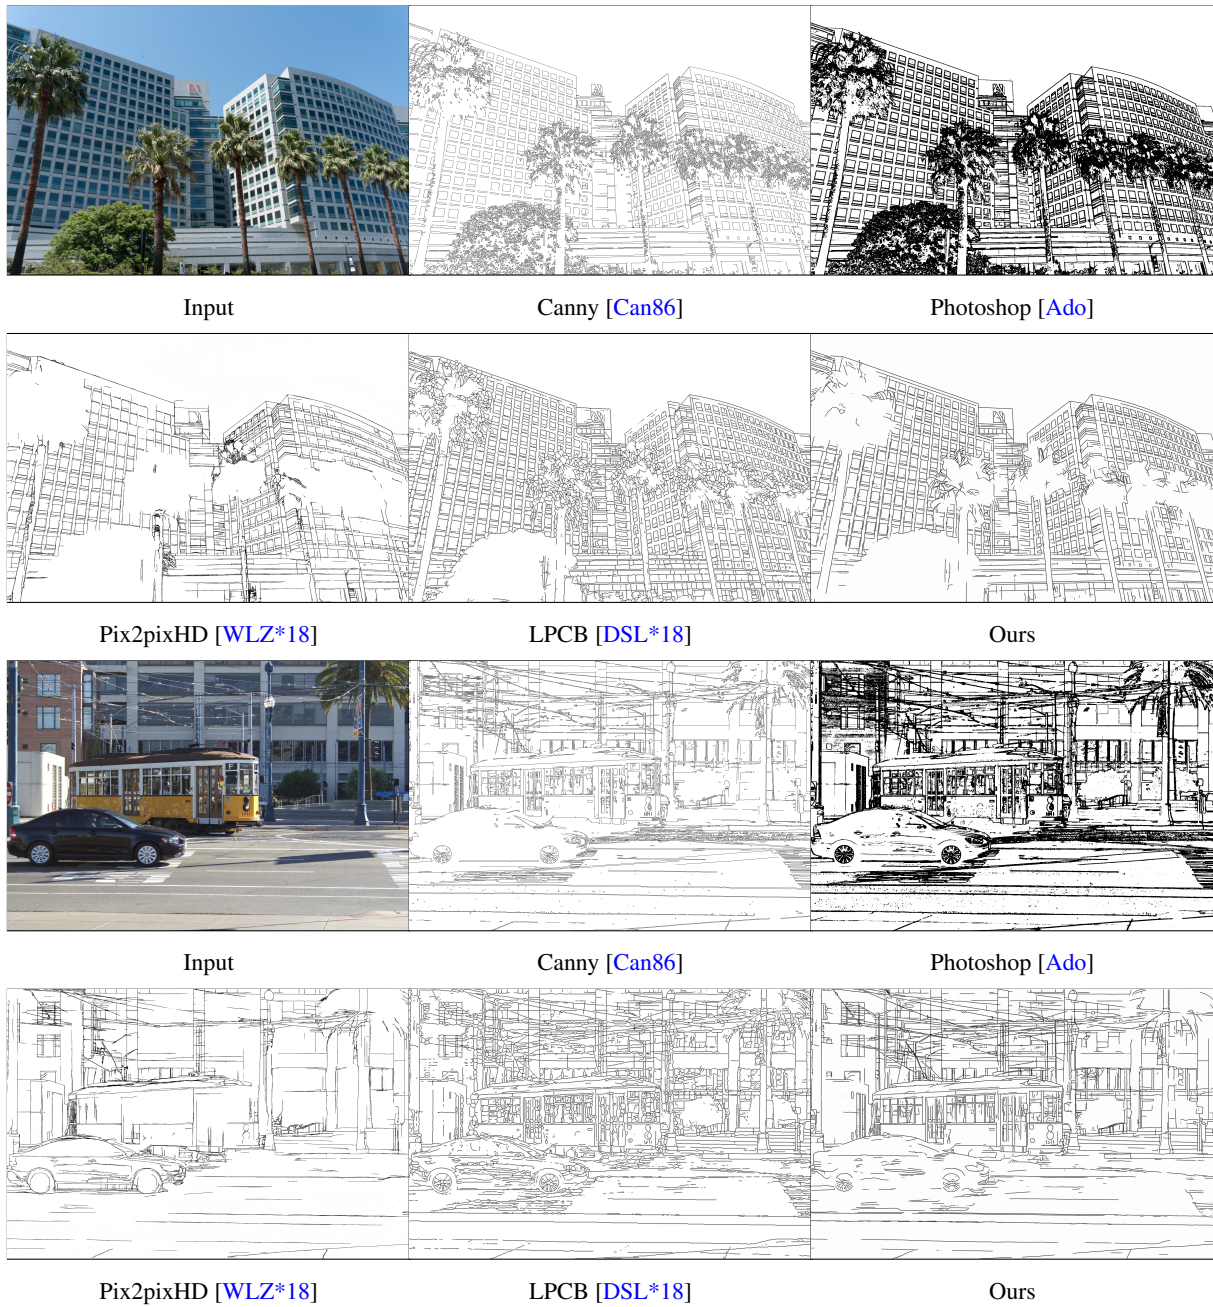 Input Canny [Can86] Photoshop [Ado]
Pix2pixHD [WLZ*18] LPCB [DSL*18] Ours
Input Canny [Can86] Photoshop [Ado]
Pix2pixHD [WLZ*18] LPCB [DSL*18] Ours